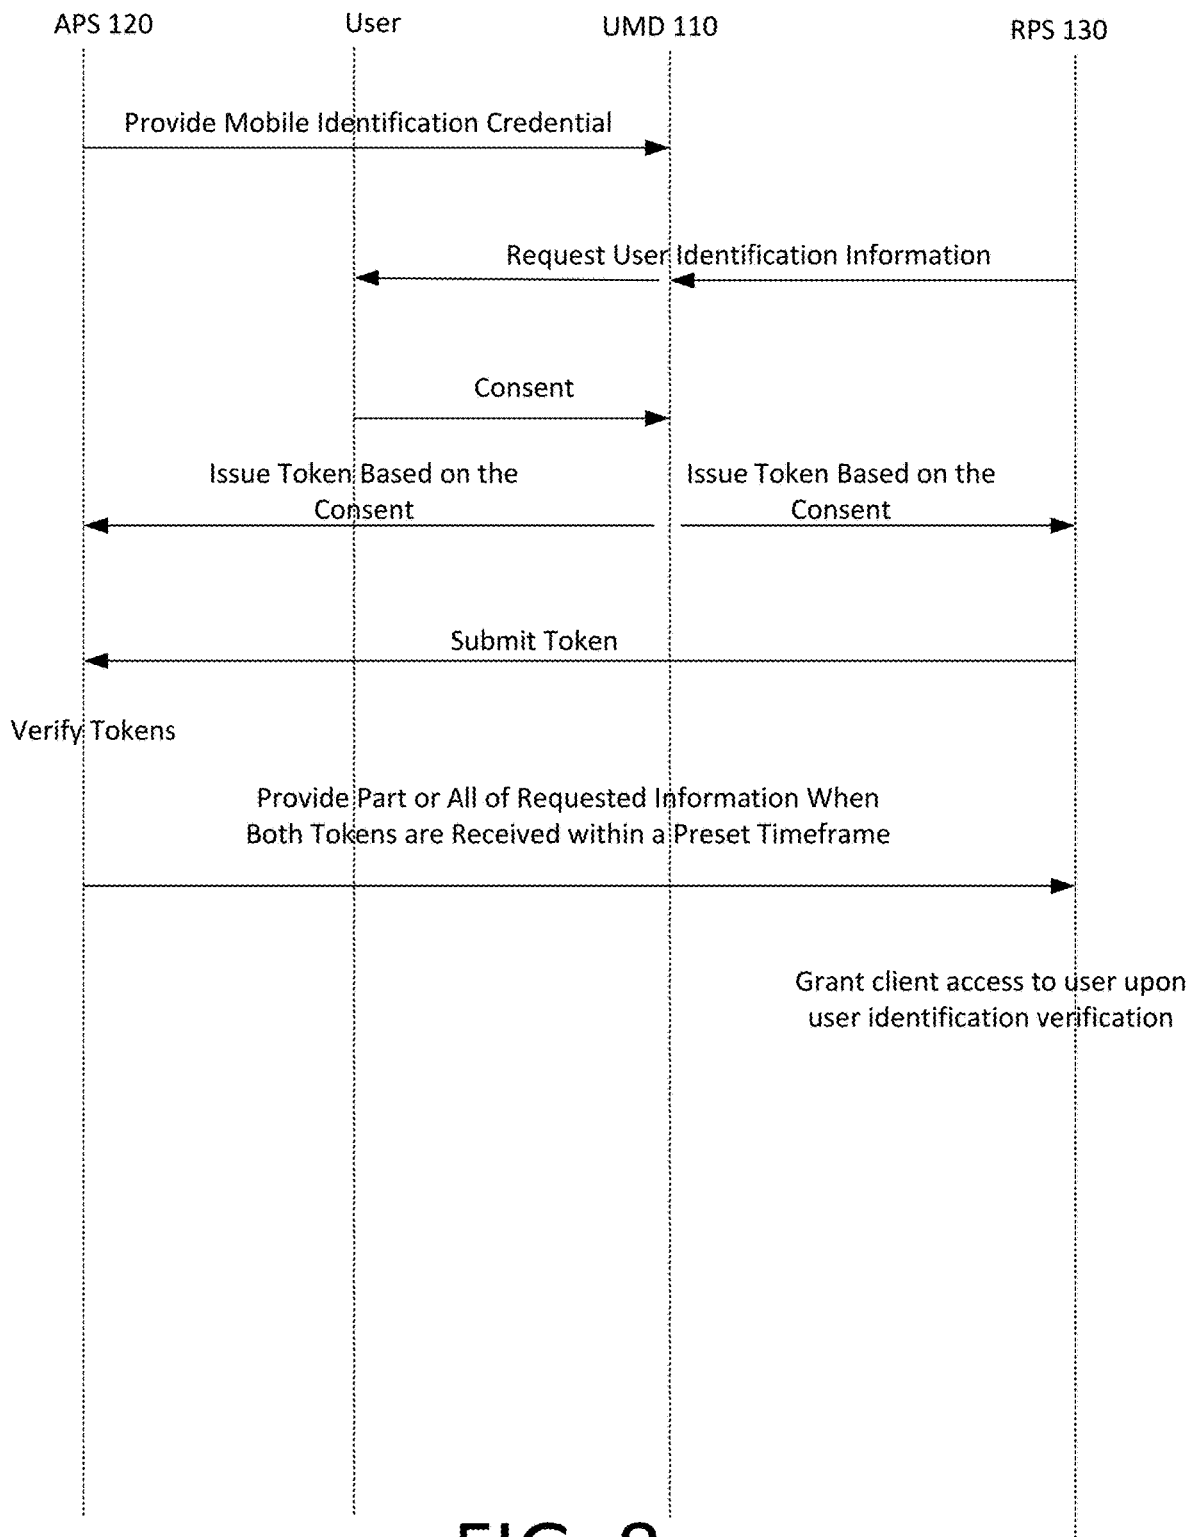 APS 120 User UMD 110 RPS 130
Provide Mobile Identification Credential
Request User Identification Information
Consent
Issue Token Based on the
Consent
Issue Token Based on the
Consent
Submit Token
Verify Tokens
Provide Part or All of Requested Information When
Both Tokens are Received within a Preset Timeframe
Grant client access to user upon
user identification verification